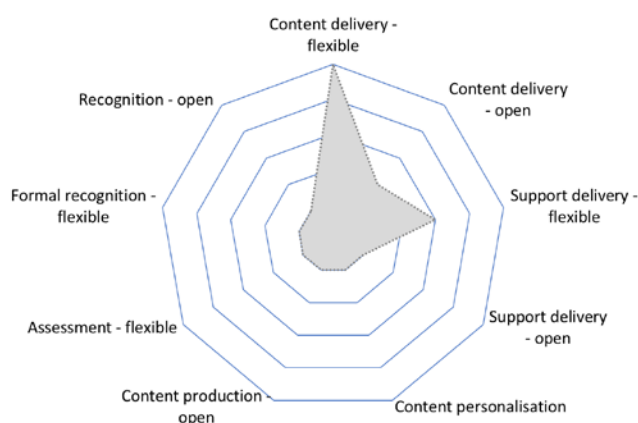 Content delivery -
flexible
Content delivery
- open
Support delivery -
flexible
Support delivery
- open
Content personalisation
Content production -
open
Assessment - flexible
Formal recognition -
flexible
Recognition - open